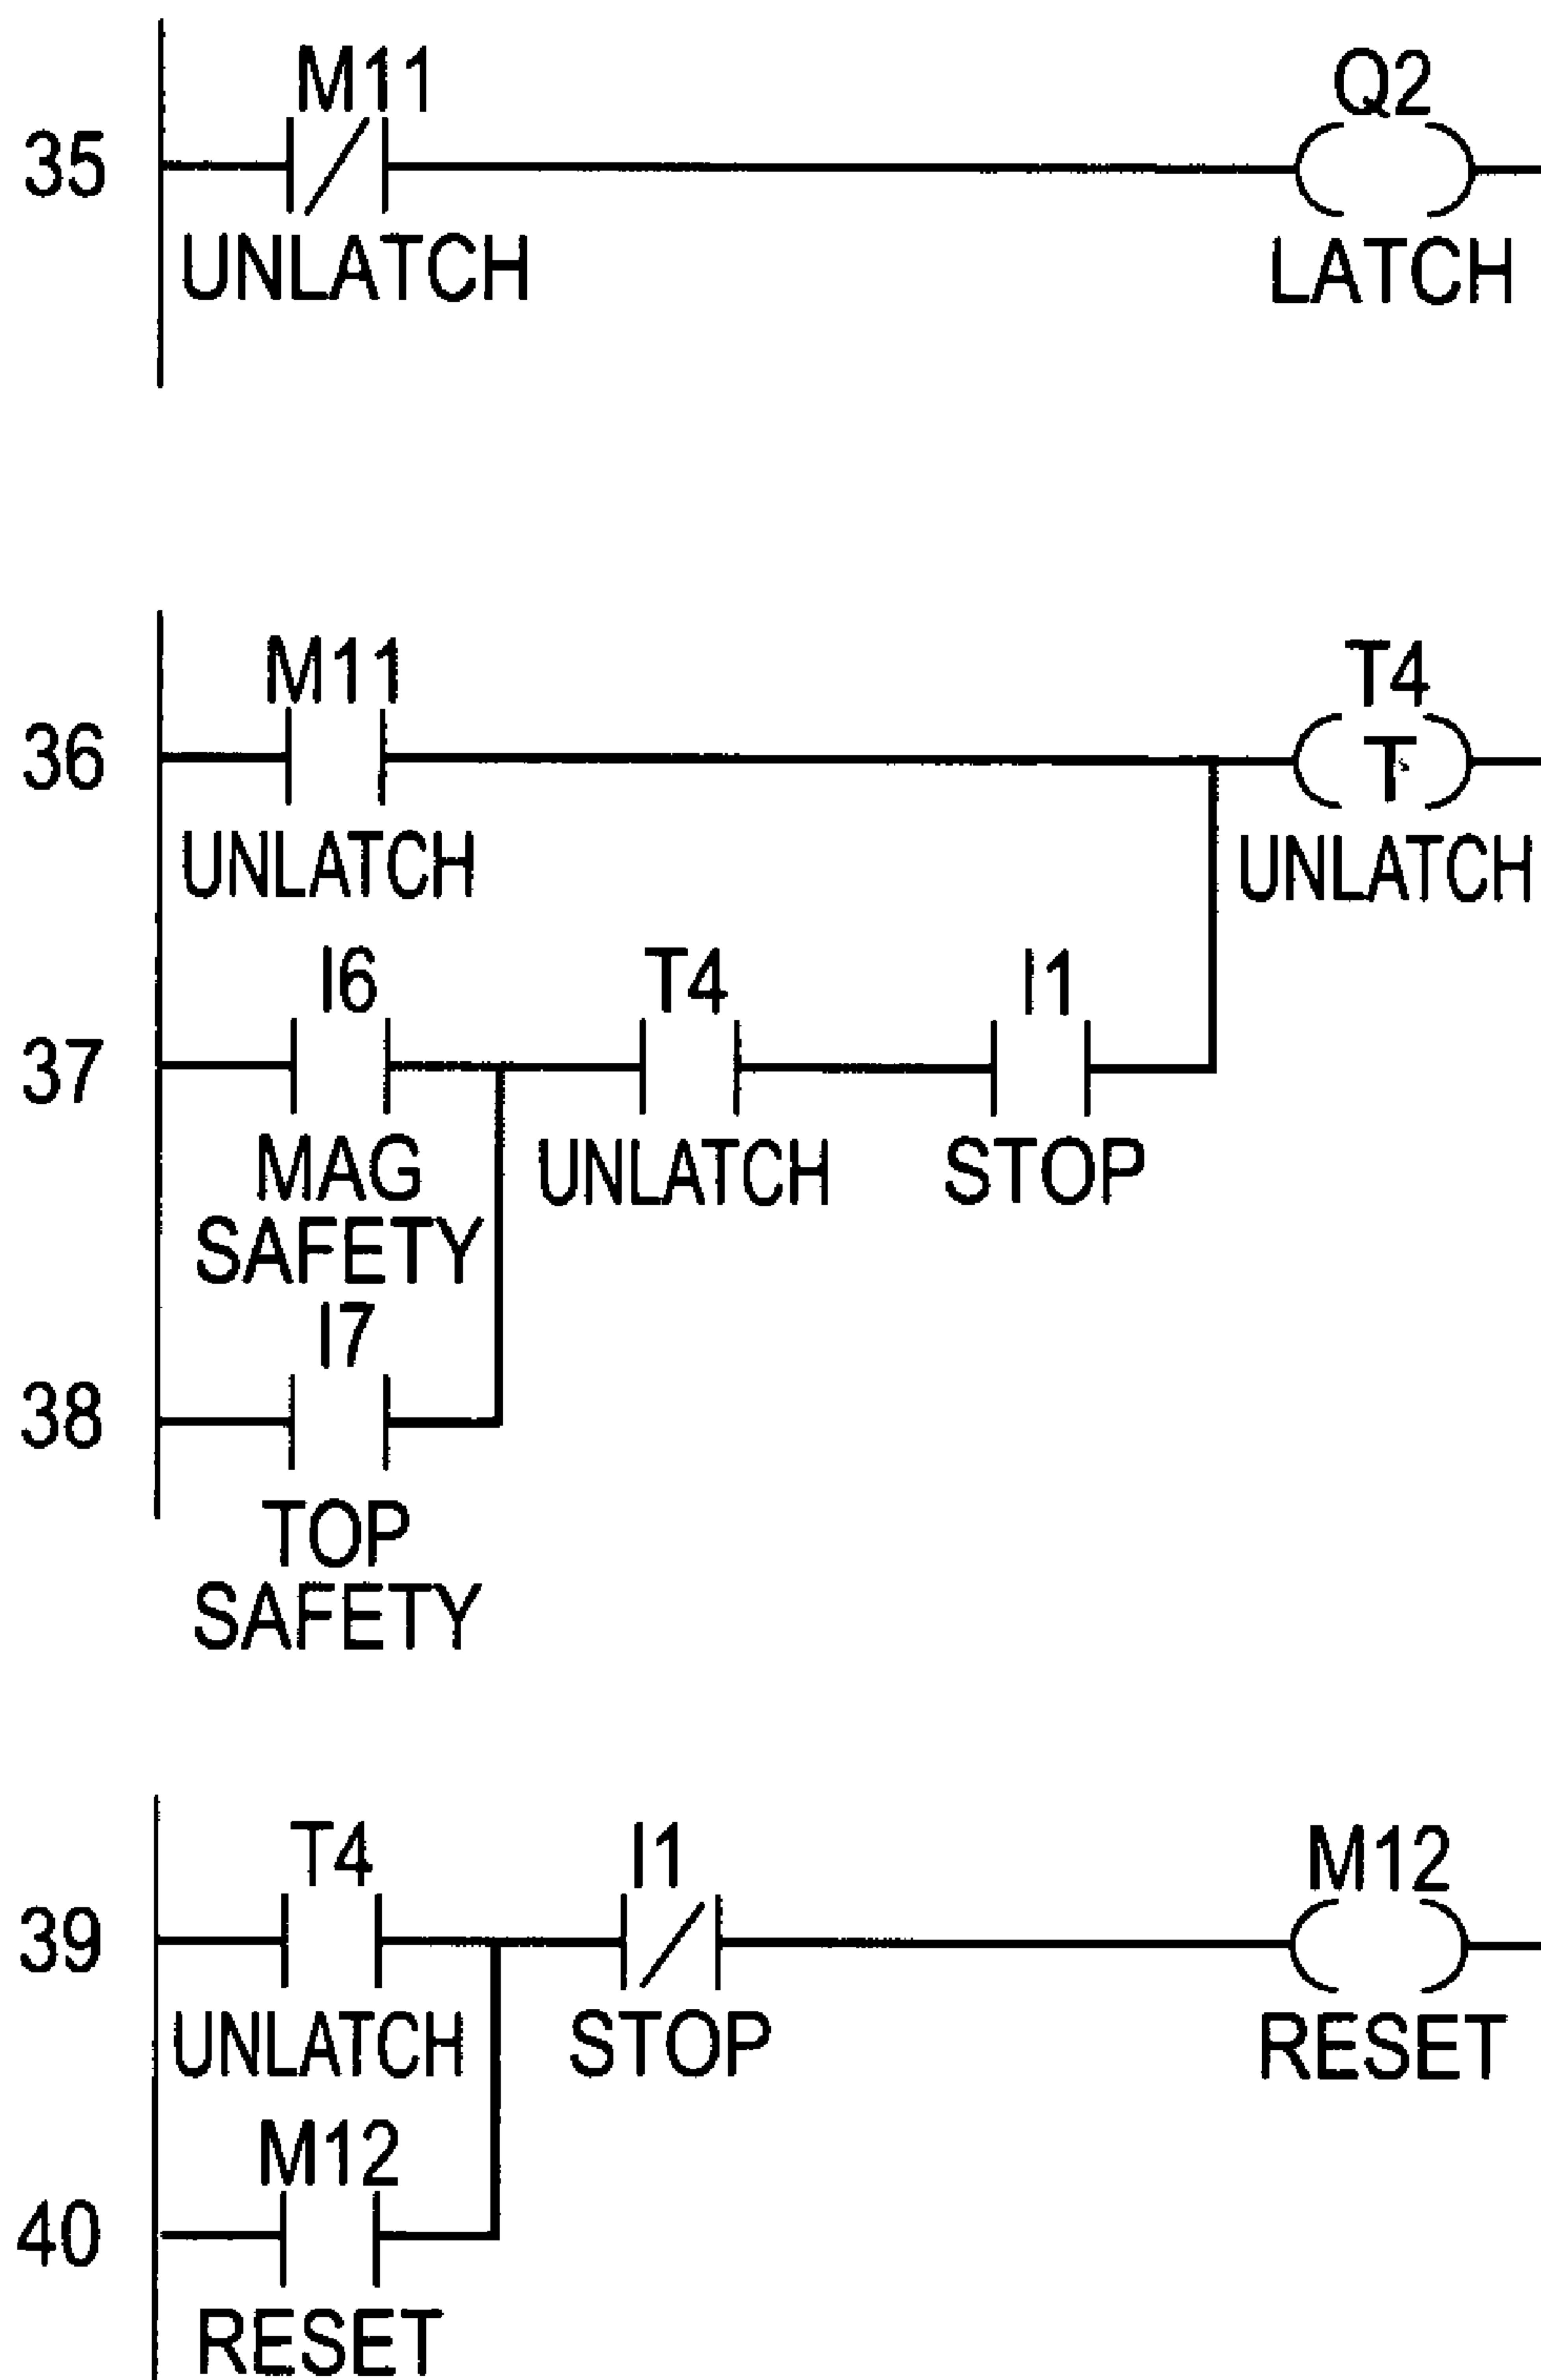 M11 Q2
35
UNLATCH LATCH
M11 T4
36 T
UNLATCH UNLATCH
I6 T4 I1
37
MAG UNLATCH STOP
SAFETY
I7
38
TOP
SAFETY
T4 I1 M12
39
UNLATCH STOP RESET
M12
40
RESET